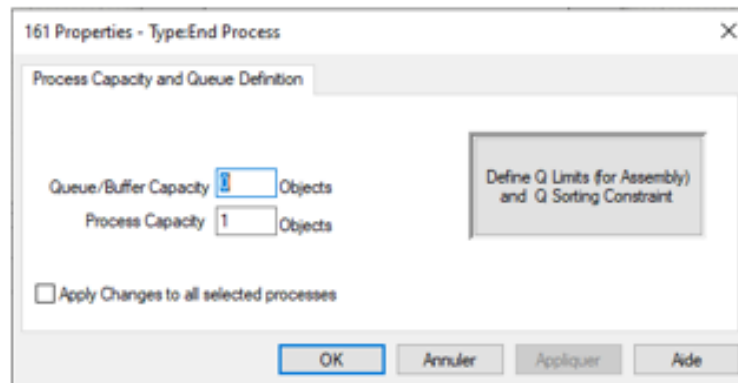 161 Properties - Type:End Process
Process Capacity and Queue Definition
Queue/Buffer Capacity 0 Objects
Process Capacity 1 Objects
Define Q Limits (for Assembly)
and Q Sorting Constraint
Apply Changes to all selected processes
OK Annuler Appliquer Aide